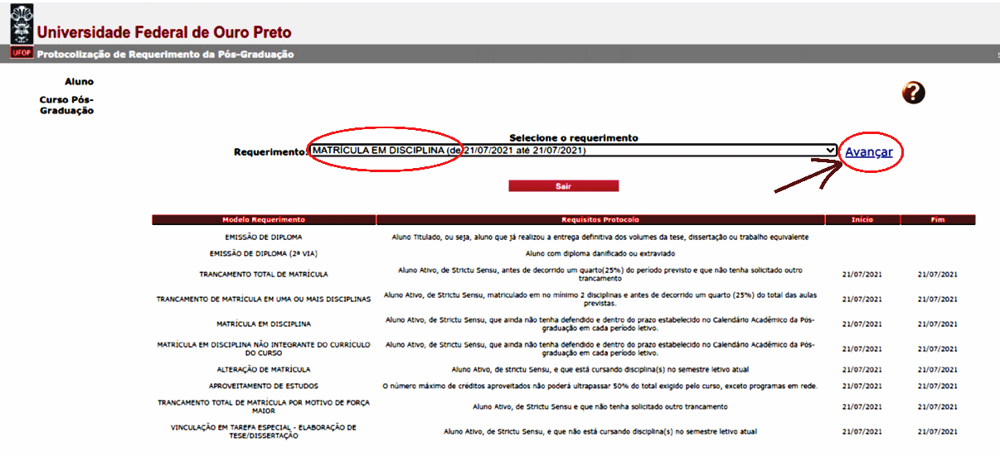 Universidade Federal de Ouro Preto
UFOP
Protocolização de Requerimento da Pós-Graduação
Aluno
Curso Pós-
Graduação
?
Selecione o requerimento
Requerimento: MATRÍCULA EM DISCIPLINA (de 21/07/2021 até 21/07/2021) Avançar
Sair
Modelo Requerimento Requisitos Protocolo Início Fim
EMISSÃO DE DIPLOMA Aluno Titulado, ou seja, aluno que já realizou a entrega definitiva dos volumes da tese, dissertação ou trabalho equivalente
EMISSÃO DE DIPLOMA (2ª VIA) Aluno com diploma danificado ou extraviado
TRANCAMENTO TOTAL DE MATRÍCULA Aluno Ativo, de Strictu Sensu, antes de decorrido um quarto(25%) do período previsto e que não tenha solicitado outro
trancamento 21/07/2021 21/07/2021
TRANCAMENTO DE MATRÍCULA EM UMA OU MAIS DISCIPLINAS Aluno Ativo, de Strictu Sensu, matriculado em no mínimo 2 disciplinas e antes de decorrido um quarto (25%) do total das aulas
previstas. 21/07/2021 21/07/2021
MATRÍCULA EM DISCIPLINA Aluno Ativo, de Strictu Sensu, que ainda não tenha defendido e dentro do prazo estabelecido no Calendário Acadêmico da Pós-
graduação em cada período letivo. 21/07/2021 21/07/2021
MATRÍCULA EM DISCIPLINA NÃO INTEGRANTE DO CURRÍCULO
DO CURSO Aluno Ativo, de Strictu Sensu, que ainda não tenha defendido e dentro do prazo estabelecido no Calendário Acadêmico da Pós-
graduação em cada período letivo. 21/07/2021 21/07/2021
ALTERAÇÃO DE MATRÍCULA Aluno Ativo, de strictu Sensu, e que está cursando disciplina(s) no semestre letivo atual 21/07/2021 21/07/2021
APROVEITAMENTO DE ESTUDOS O número máximo de créditos aproveitados não poderá ultrapassar 50% do total exigido pelo curso, exceto programas em rede. 21/07/2021 21/07/2021
TRANCAMENTO TOTAL DE MATRÍCULA POR MOTIVO DE FORÇA
MAIOR Aluno Ativo, de Strictu Sensu e que não tenha solicitado outro trancamento 21/07/2021 21/07/2021
VINCULAÇÃO EM TAREFA ESPECIAL - ELABORAÇÃO DE
TESE/DISSERTAÇÃO Aluno Ativo, de Strictu Sensu, e que não está cursando disciplina(s) no semestre letivo atual 21/07/2021 21/07/2021